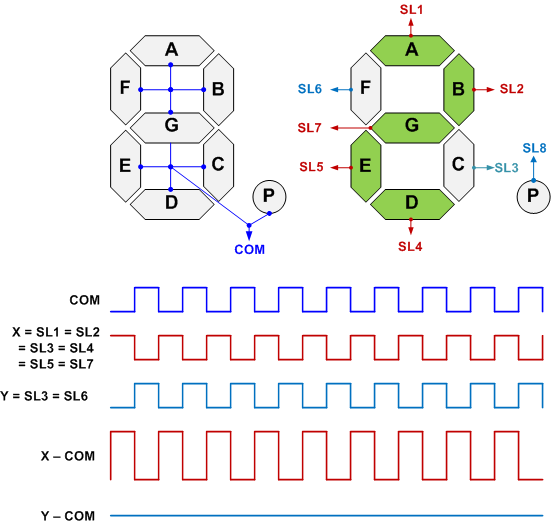 SL1
A
A
F
B
SL6
F
B
SL2
G
SL7
G
SL8
E
C
SL5
E
C
SL3
D
P
D
P
COM
SL4
COM
X = SL1 = SL2
= SL3 = SL4
= SL5 = SL7
Y = SL3 = SL6
X – COM
Y – COM